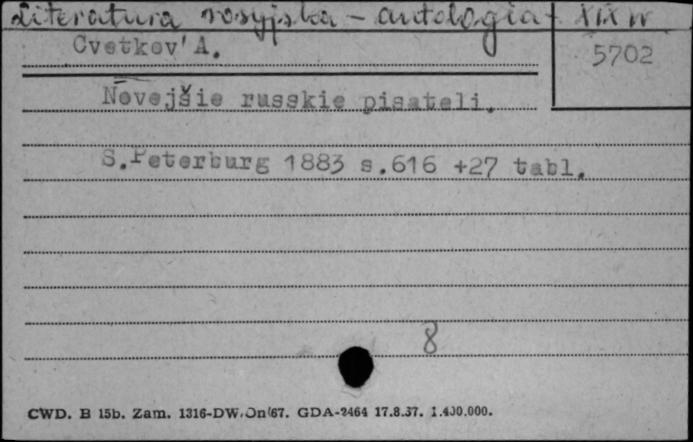 Literatura rosyjska - antologia - XIX w
Cvetkov' A.
5702
Novejšie russkie pisateli.
S.Peterburg 1883 s.616 +27 tabl.
8
CWD. B 15b. Zam. 1316-DW.On/67. GDA-2464 17.8.37. 1.400.000.